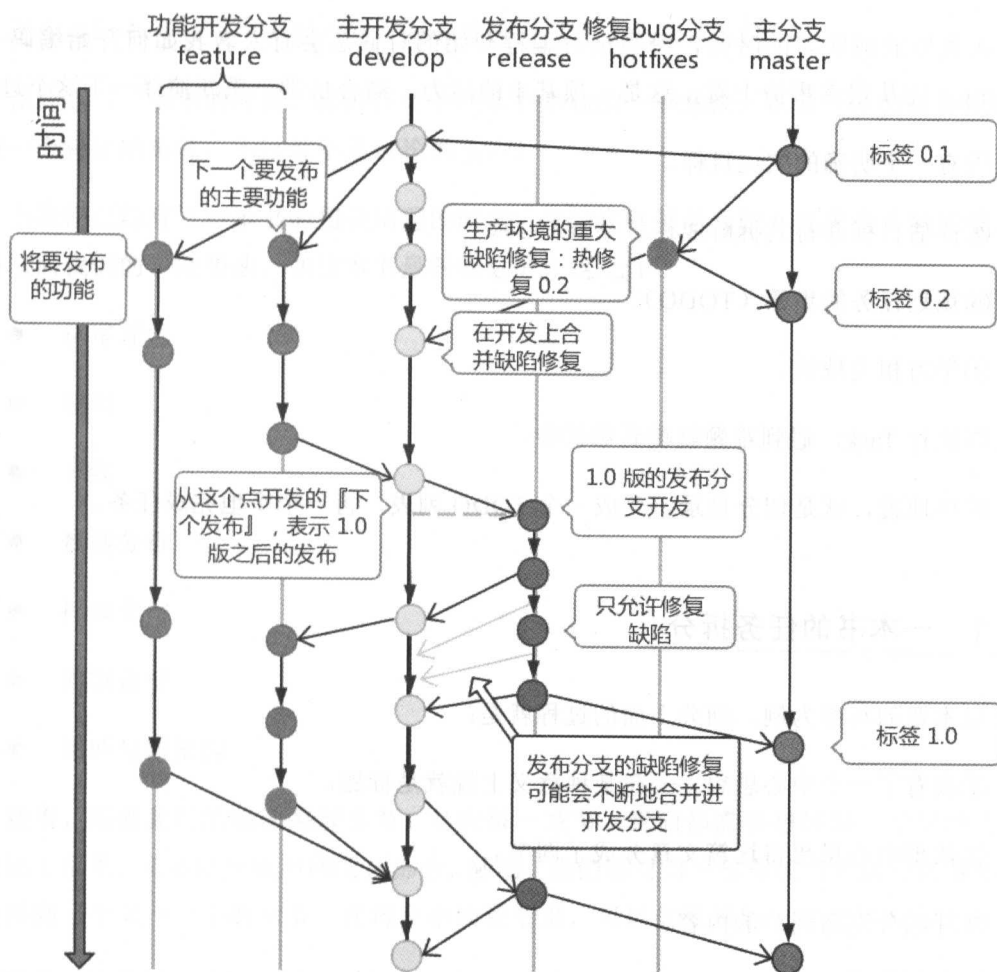 功能开发分支
feature
主开发分支
develop
发布分支
release
修复bug分支
hotfixes
主分支
master
时间
标签 0.1
下一个要发布
的主要功能
将要发布
的功能
生产环境的重大
缺陷修复：热修
复 0.2
标签 0.2
在开发上合
并缺陷修复
1.0 版的发布分
支开发
从这个点开发的『下
个发布』，表示 1.0
版之后的发布
只允许修复
缺陷
标签 1.0
发布分支的缺陷修复
可能会不断地合并进
开发分支